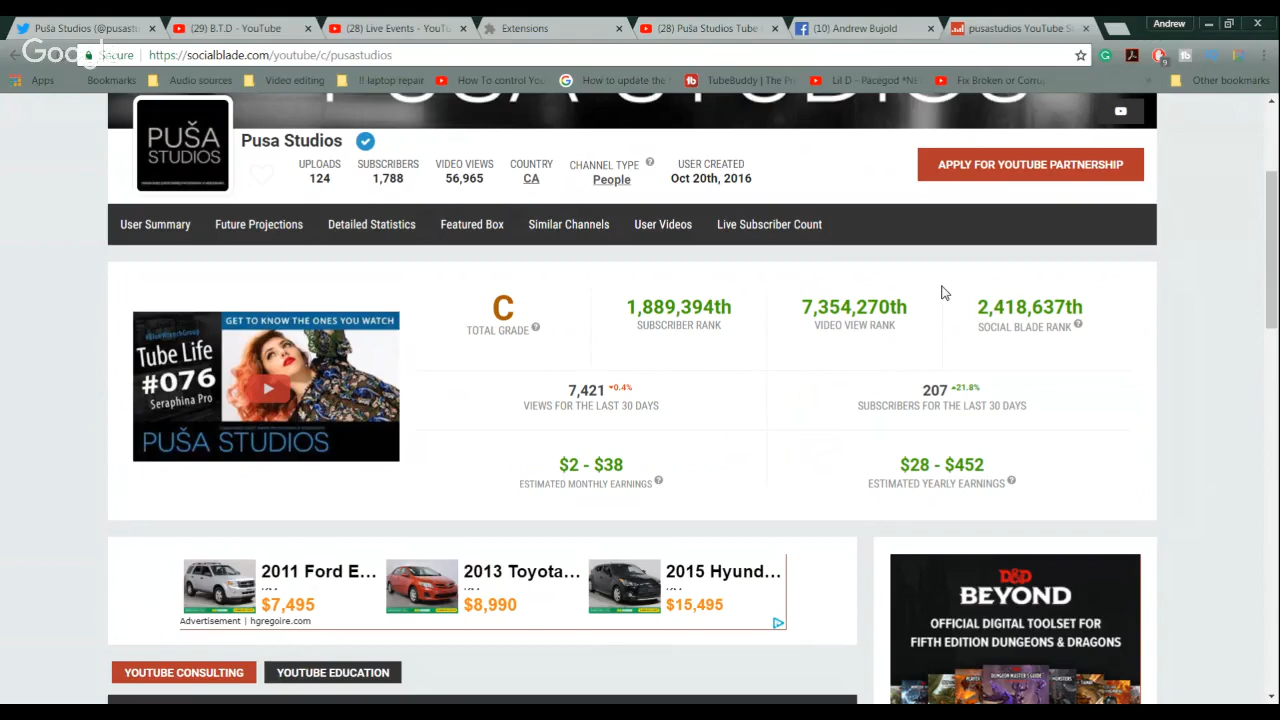 Puša Studios (@pusast
(29) B.T.D - YouTube
(28) Live Events - YouTu
Extensions
(28) Puša Studios Tube L
(10) Andrew Bujold
pusastudios YouTube S
Andrew
Secure
https://socialblade.com/youtube/c/pusastudios
Apps
Bookmarks
Audio sources
Video editing
!! laptop repair
How To control You
How to update the
TubeBuddy | The Pr
Lil D - Pacegod *NE
Fix Broken or Corru
Other bookmarks
PUSA STUDIOS
PUŠA
STUDIOS
Pusa Studios
UPLOADS
124
SUBSCRIBERS
1,788
VIDEO VIEWS
56,965
COUNTRY
CA
CHANNEL TYPE
People
USER CREATED
Oct 20th, 2016
APPLY FOR YOUTUBE PARTNERSHIP
User Summary
Future Projections
Detailed Statistics
Featured Box
Similar Channels
User Videos
Live Subscriber Count
GET TO KNOW THE ONES YOU WATCH
Tube Life
#076
Seraphina Pro
PUŠA STUDIOS
C
TOTAL GRADE
1,889,394th
SUBSCRIBER RANK
7,354,270th
VIDEO VIEW RANK
2,418,637th
SOCIAL BLADE RANK
7,421 0.4%
VIEWS FOR THE LAST 30 DAYS
207 21.8%
SUBSCRIBERS FOR THE LAST 30 DAYS
$2 - $38
ESTIMATED MONTHLY EARNINGS
$28 - $452
ESTIMATED YEARLY EARNINGS
2011 Ford E...
$7,495
2013 Toyota...
$8,990
2015 Hyund...
$15,495
Advertisement | hgregoire.com
D&D
BEYOND
OFFICIAL DIGITAL TOOLSET FOR
FIFTH EDITION DUNGEONS & DRAGONS
YOUTUBE CONSULTING
YOUTUBE EDUCATION